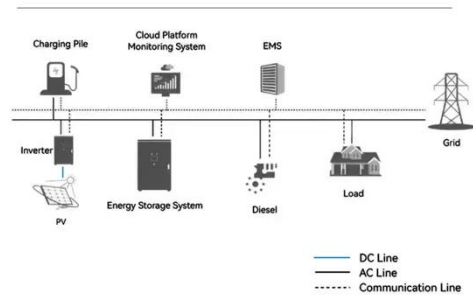 Charging Pile
Cloud Platform
Monitoring System
EMS
Inverter
Grid
PV
Energy Storage System
Diesel
Load
DC Line
AC Line
Communication Line